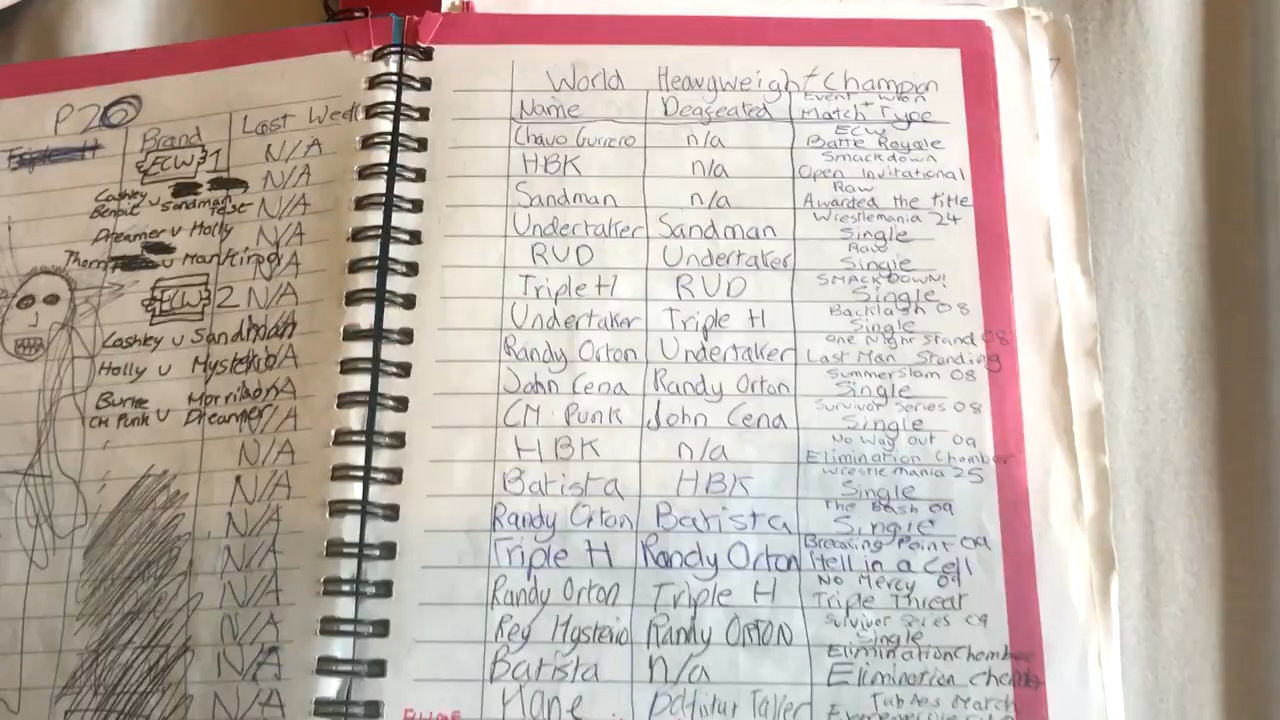 P20
Brand
Last Week
ECW 1
N/A
N/A
Cashley v Sandman
Benoit Test
N/A
Dreamer v Holly
N/A
Thorn v Mankind
N/A
ECW 2
N/A
Cashley v Sandman
N/A
Holly v Mysterio
N/A
Burke Morrison
N/A
CM Punk v Dreamer
N/A
N/A
N/A
N/A
N/A
N/A
N/A
N/A
N/A
World Heavyweight Champion
Name Deafeated Event won +
Match Type
Chavo Gurrero n/a ECW
Battle Royale
HBK n/a Smackdown
Open Invitational
Sandman n/a Raw
Awarded the title
Undertaker Sandman Wrestlemania 24
Single
RVD Undertaker Raw
Single
Triple H RVD SMACKDOWN!
Single
Undertaker Triple H Backlash 08
Single
Randy Orton Undertaker One Night Stand 08
Last Man Standing
John Cena Randy Orton Summerslam 08
Single
CM Punk John Cena Survivor Series 08
Single
HBK n/a No Way Out 09
Elimination Chamber
Batista HBK Wrestlemania 25
Single
Randy Orton Batista The Bash 09
Single
Triple H Randy Orton Breaking Point 09
Hell in a Cell
Randy Orton Triple H No Mercy 09
Triple Threat
Rey Mysterio Randy ORTON Survivor Series 09
Single
Batista n/a Elimination Chamber
Elimination Chamber
Kane Tables March